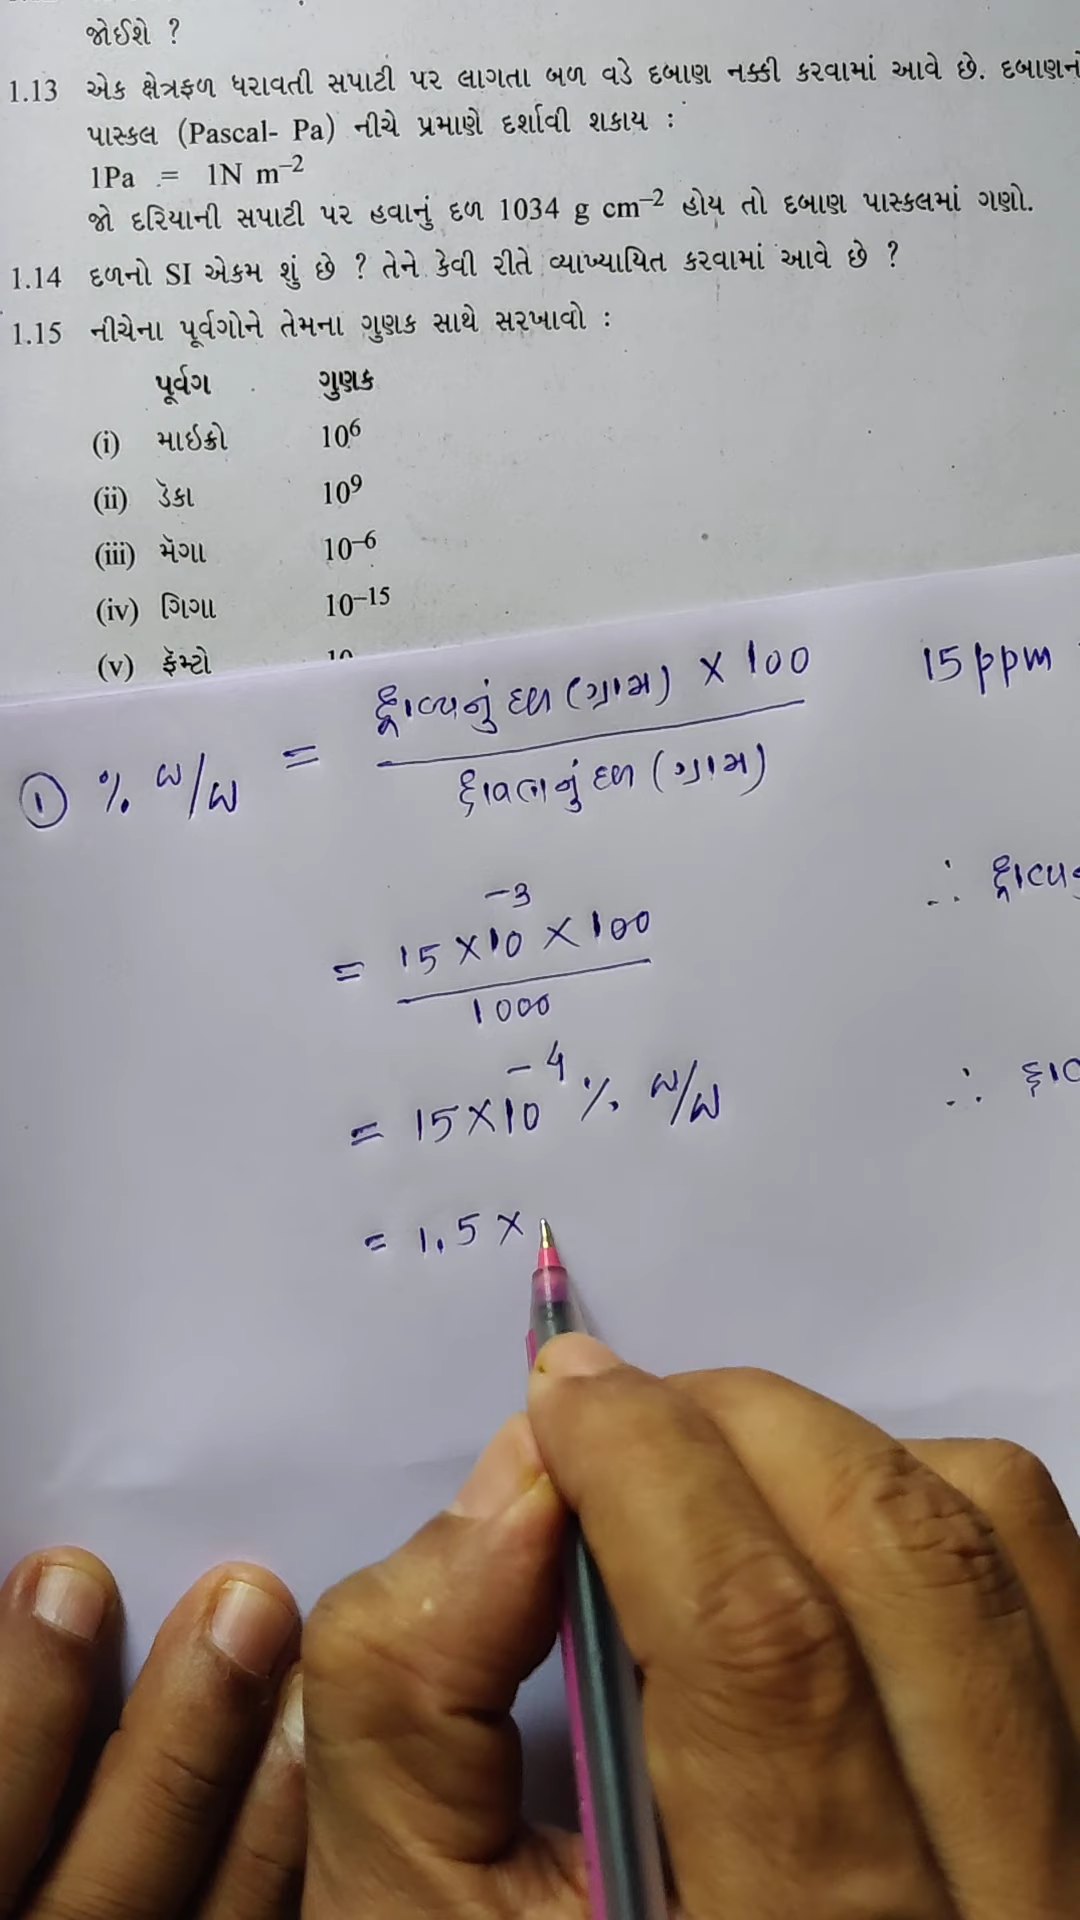 જોઈશે ?
1.13 એક ક્ષેત્રફળ ધરાવતી સપાટી પર લાગતા બળ વડે દબાણ નક્કી કરવામાં આવે છે. દબાણનો
પાસ્કલ (Pascal- Pa) નીચે પ્રમાણે દર્શાવી શકાય :
1Pa = 1N m⁻²
જો દરિયાની સપાટી પર હવાનું દળ 1034 g cm⁻² હોય તો દબાણ પાસ્કલમાં ગણો.
1.14 દળનો SI એકમ શું છે ? તેને કેવી રીતે વ્યાખ્યાયિત કરવામાં આવે છે ?
1.15 નીચેના પૂર્વગોને તેમના ગુણક સાથે સરખાવો :
પૂર્વગ ગુણક
(i) માઇક્રો 10⁶
(ii) ડૅકા 10⁹
(iii) મૅગા 10⁻⁶
(iv) ગિગા 10⁻¹⁵
(v) ફૅમ્ટો 10
① % w/w = દ્રાવ્યનું દળ (ગ્રામ) × 100
દ્રાવણનું દળ (ગ્રામ)
15 ppm
= 15 × 10⁻³ × 100
1000
= 15 × 10⁻⁴ % w/w
= 1.5 ×